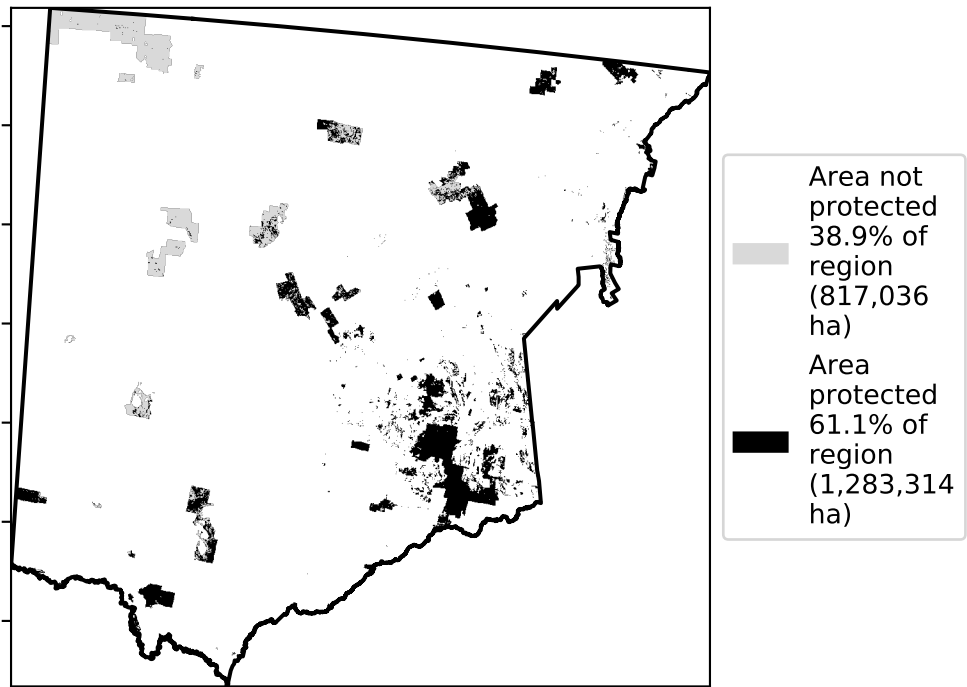 Area not
protected
38.9% of
region
(817,036
ha)
Area
protected
61.1% of
region
(1,283,314
ha)